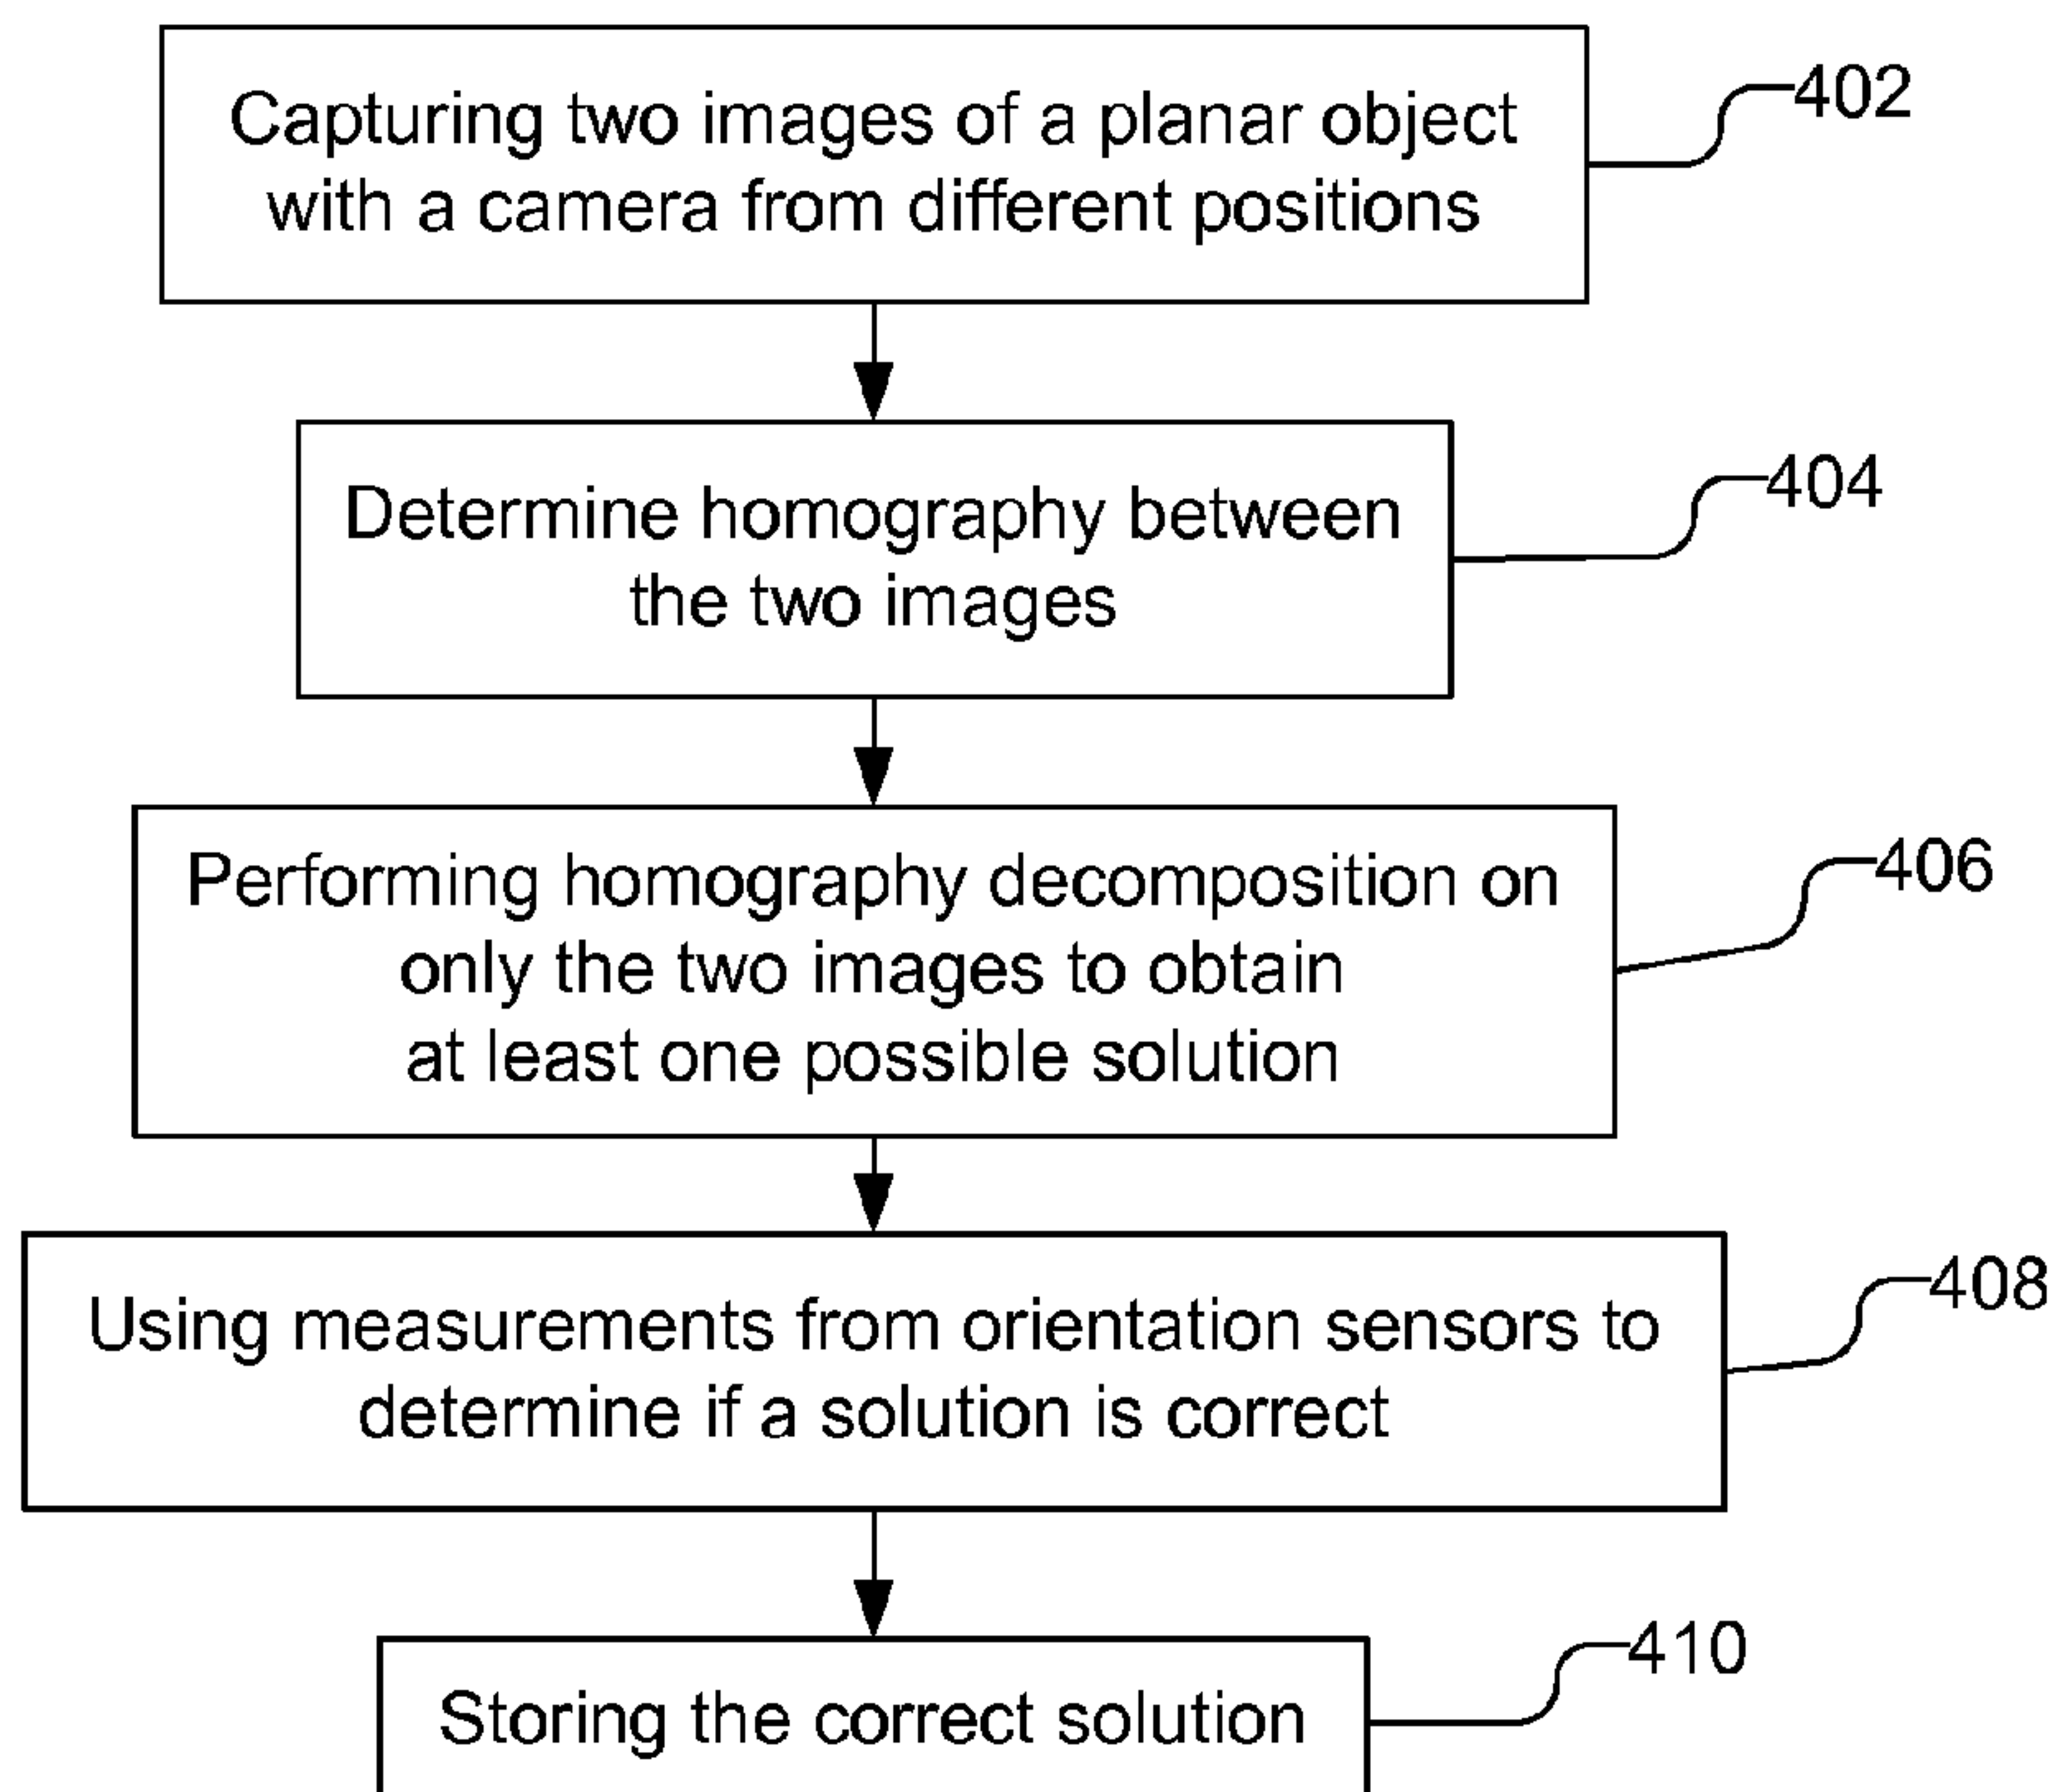 Capturing two images of a planar object
with a camera from different positions
402
Determine homography between
the two images
404
Performing homography decomposition on
only the two images to obtain
at least one possible solution
406
Using measurements from orientation sensors to
determine if a solution is correct
408
Storing the correct solution
410